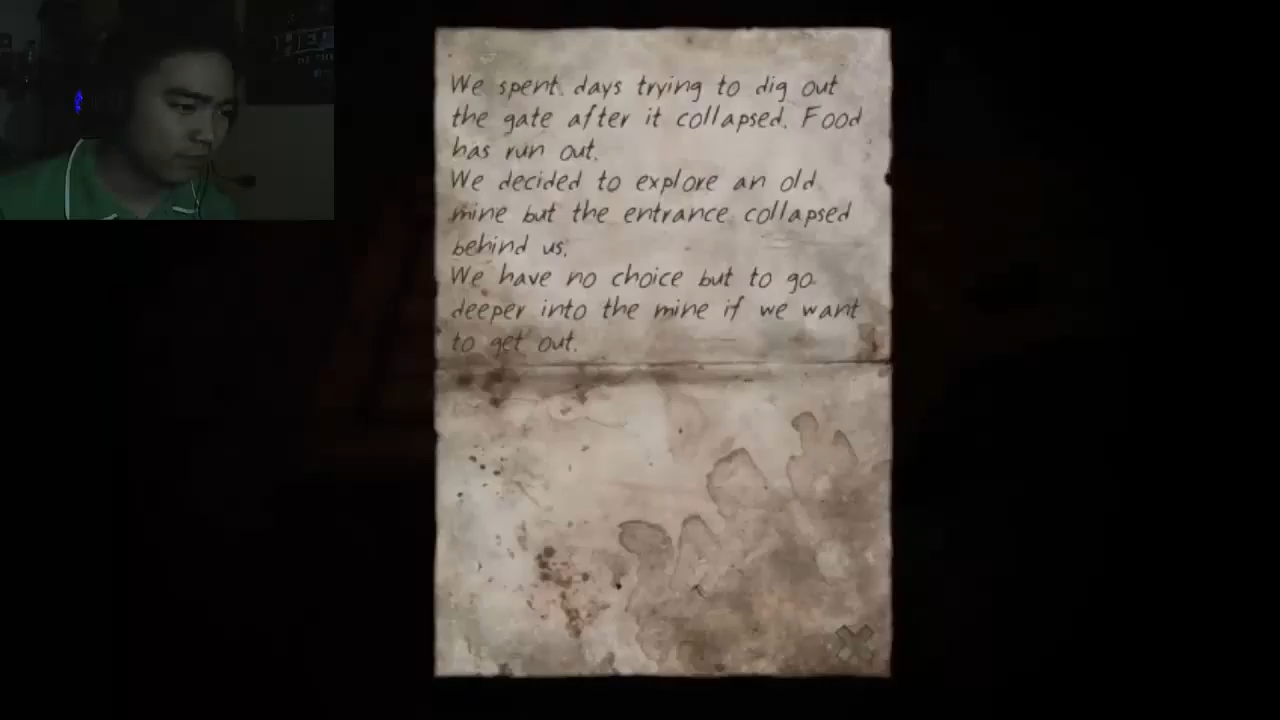 We spent days trying to dig out
the gate after it collapsed. Food
has run out.
We decided to explore an old
mine but the entrance collapsed
behind us.
We have no choice but to go
deeper into the mine if we want
to get out.